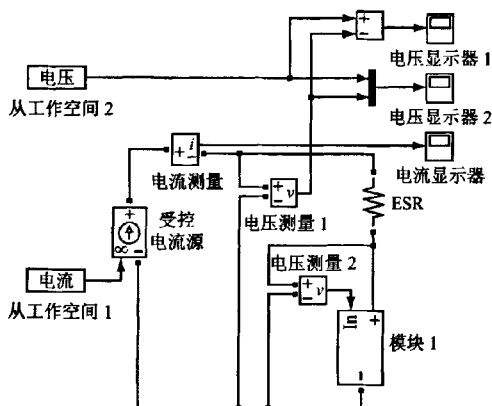 +
−
电压显示器 1
电压
从工作空间 2
电压显示器 2
+ i −
电流测量
电流显示器
+
−
v
电压测量 1
ESR
+
−
受控
电流源
电流
从工作空间 1
电压测量 2
+
−
v
In
+
−
模块 1